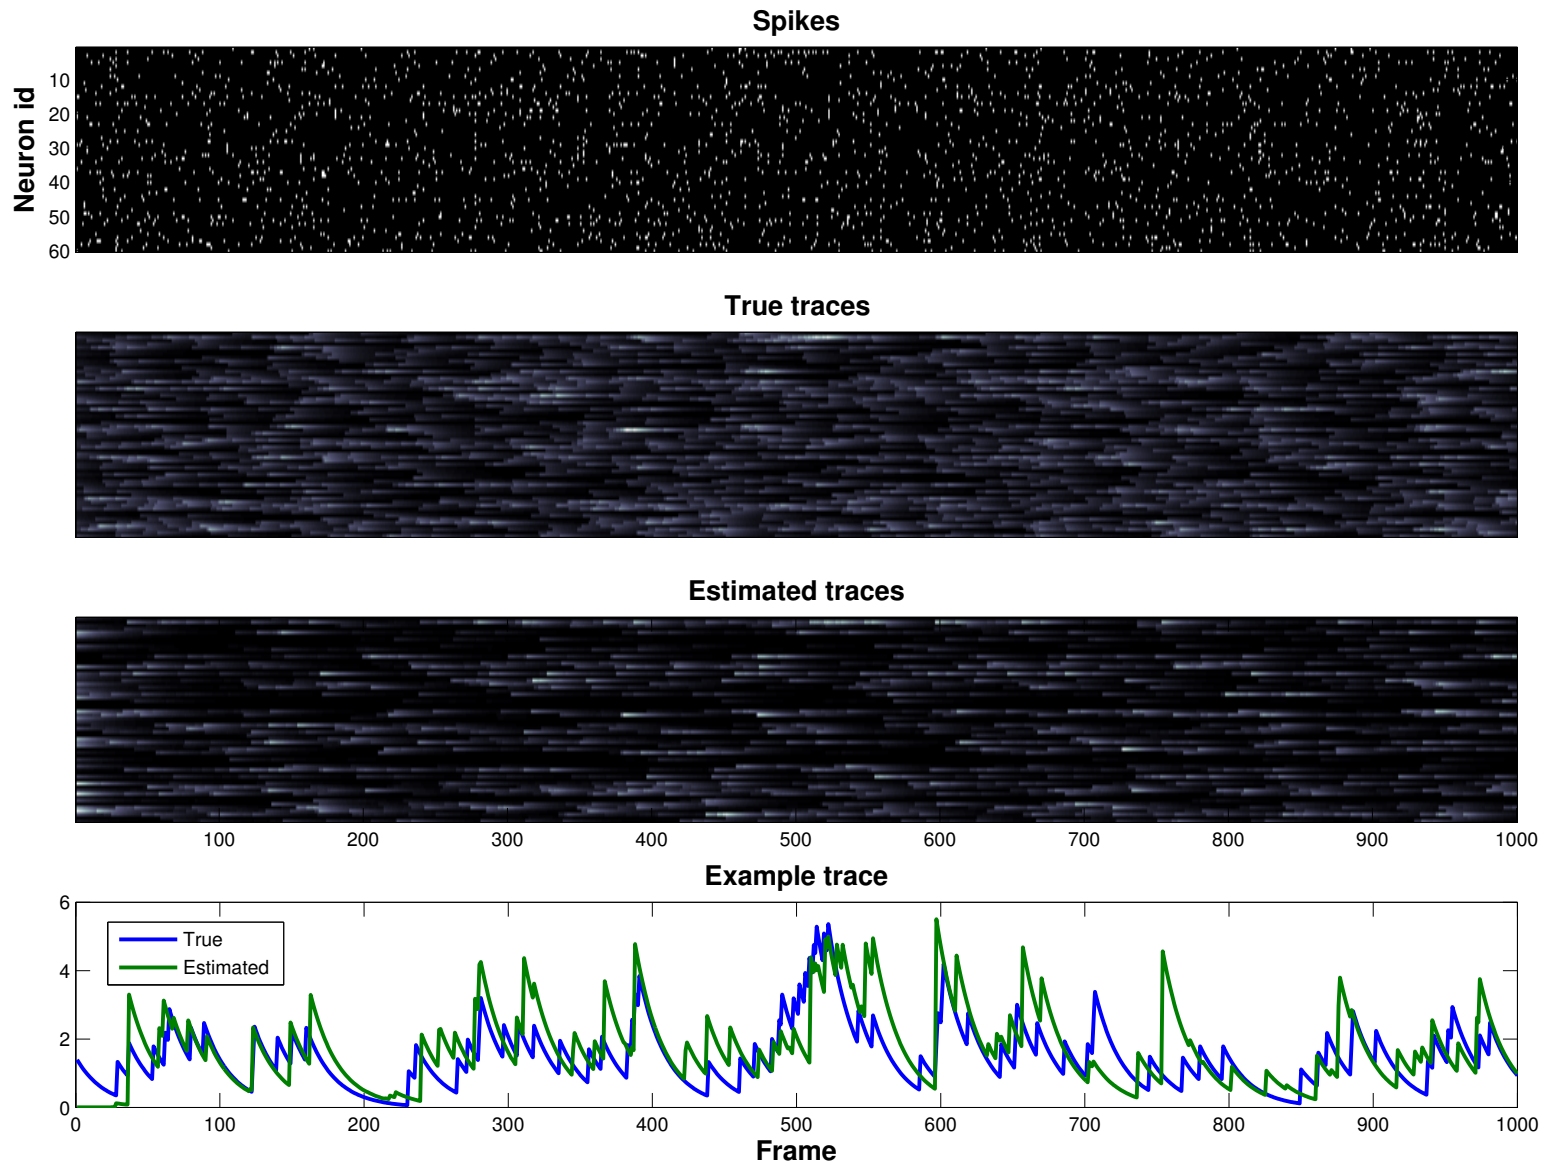 Spikes
Neuron id
10
20
30
40
50
60
True traces
Estimated traces
100 200 300 400 500 600 700 800 900 1000
Example trace
6
4
2
0
True
Estimated
0 100 200 300 400 500 600 700 800 900 1000
Frame